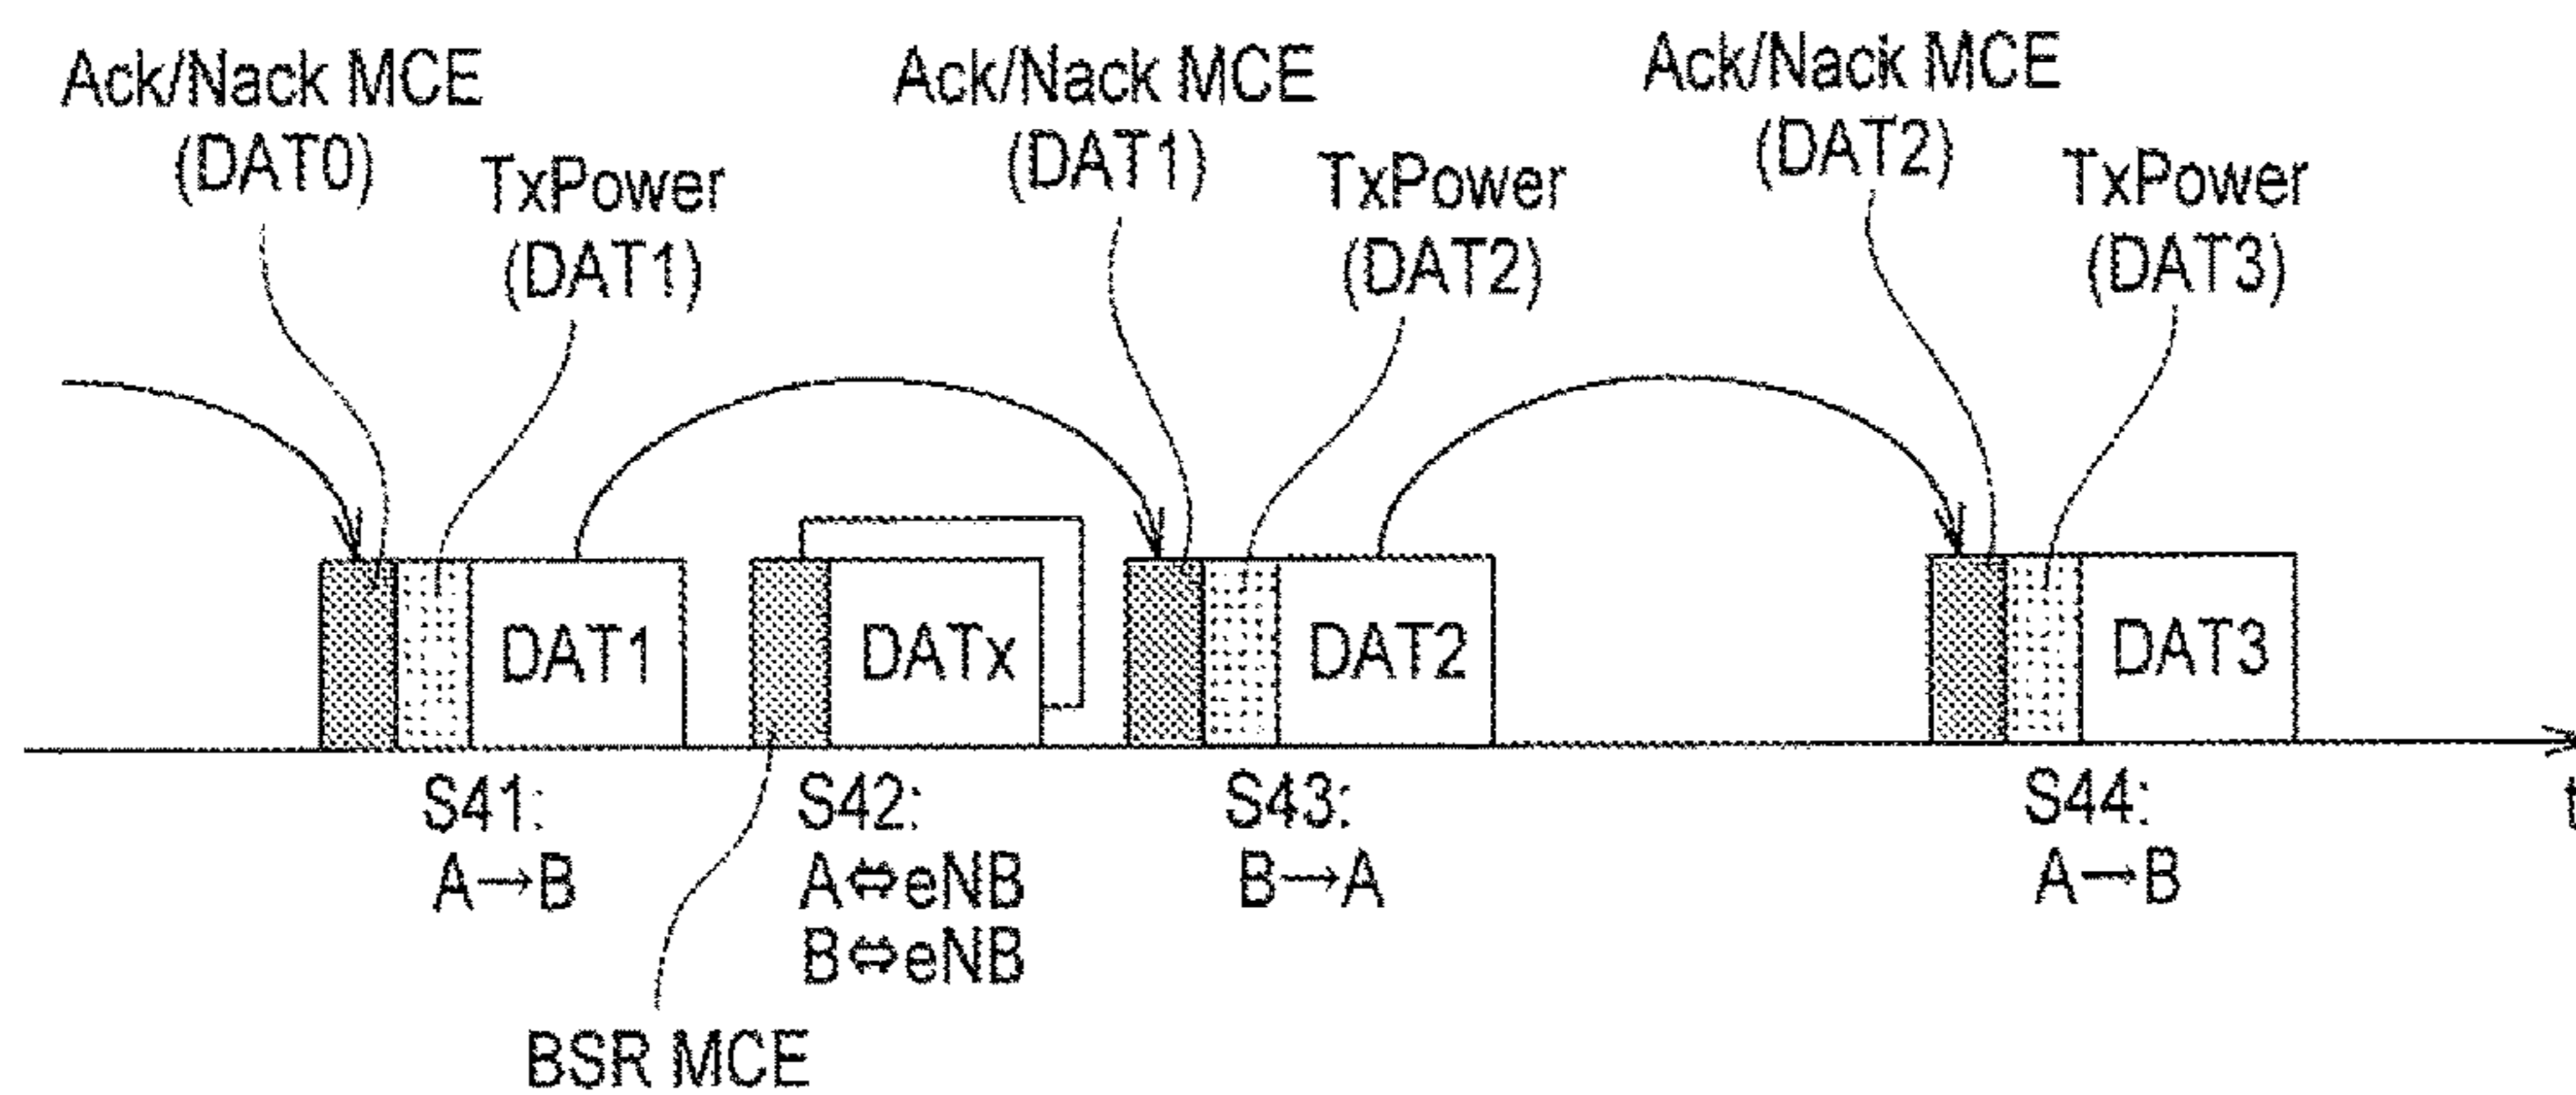 Ack/Nack MCE
(DAT0)
TxPower
(DAT1)
Ack/Nack MCE
(DAT1)
TxPower
(DAT2)
Ack/Nack MCE
(DAT2)
TxPower
(DAT3)
DAT1
DATx
DAT2
DAT3
S41:
A→B
S42:
A⇔eNB
B⇔eNB
S43:
B→A
S44:
A→B
t
BSR MCE